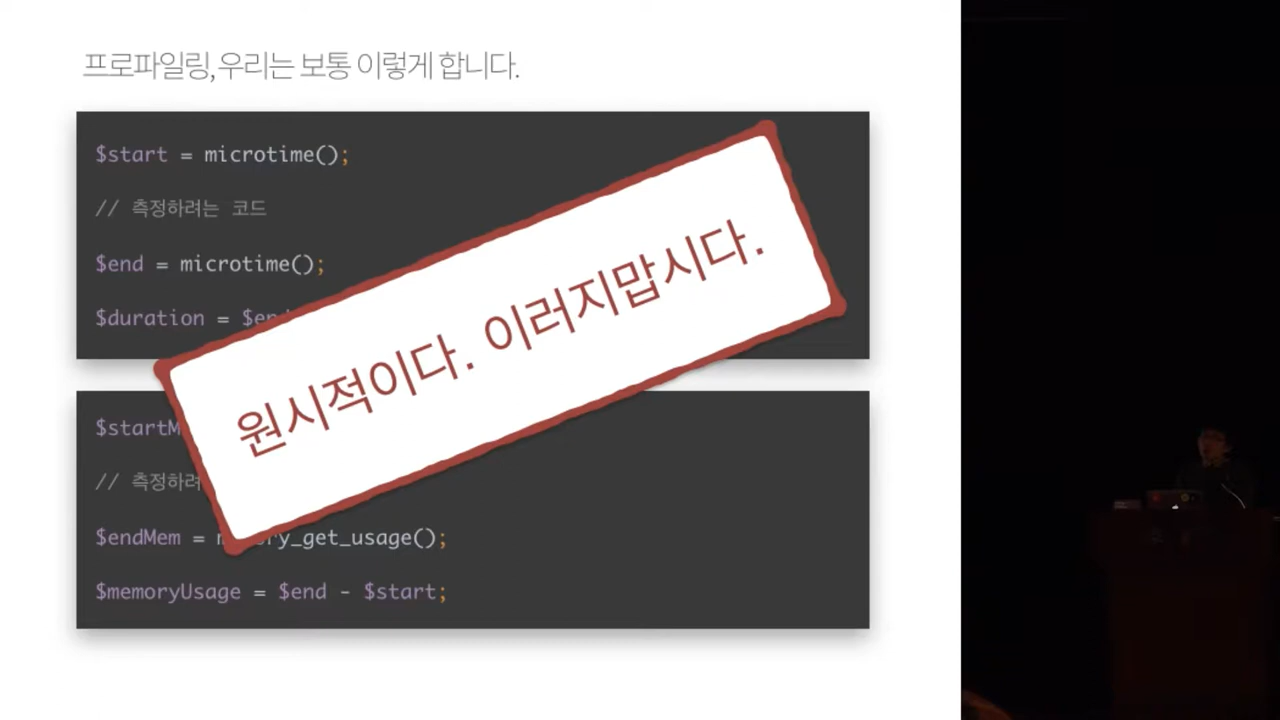 프로파일링, 우리는 보통 이렇게 합니다.
$start = microtime();
// 측정하려는 코드
$end = microtime();
$duration = $end
원시적이다. 이러지맙시다.
$startM
// 측정하려
$endMem = memory_get_usage();
$memoryUsage = $end - $start;